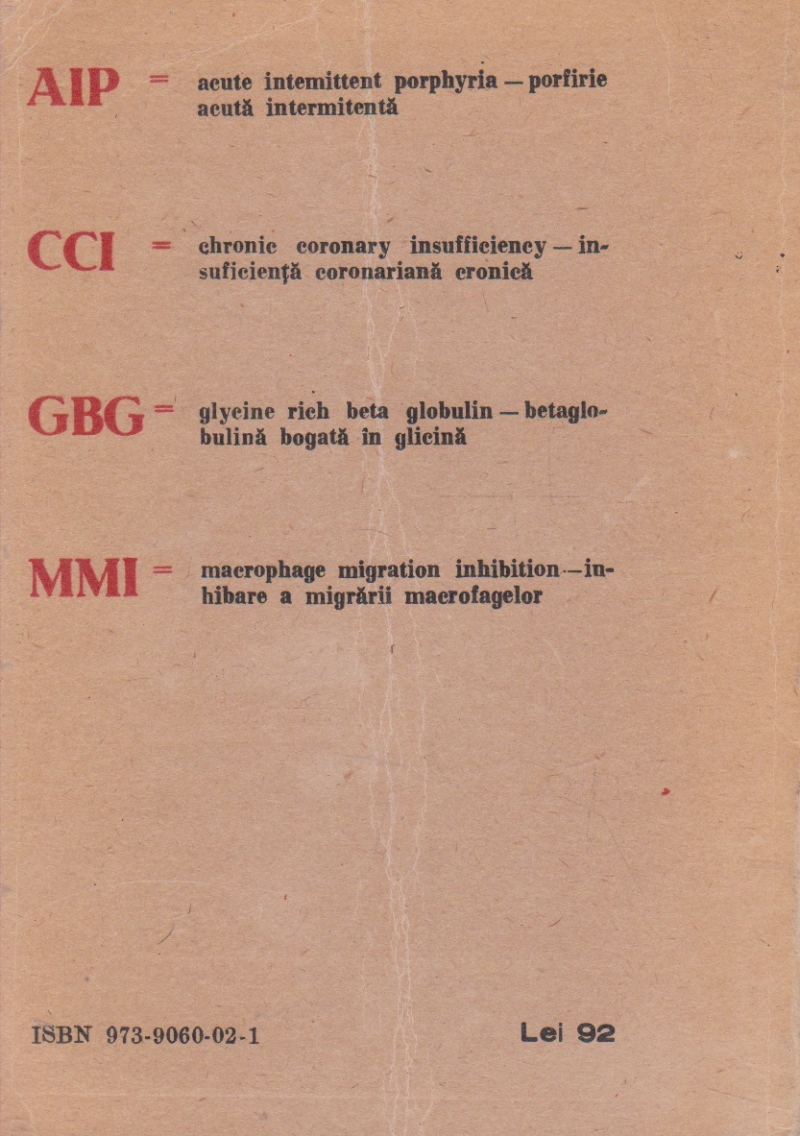 AIP = acute intemittent porphyria — porfirie
acută intermitentă
CCI = chronic coronary insufficiency — in-
suficiență coronariană cronică
GBG = glycine rich beta globulin — betaglo-
bulină bogată în glicină
MMI = macrophage migration inhibition — in-
hibare a migrării macrofagelor
ISBN 973-9060-02-1 Lei 92